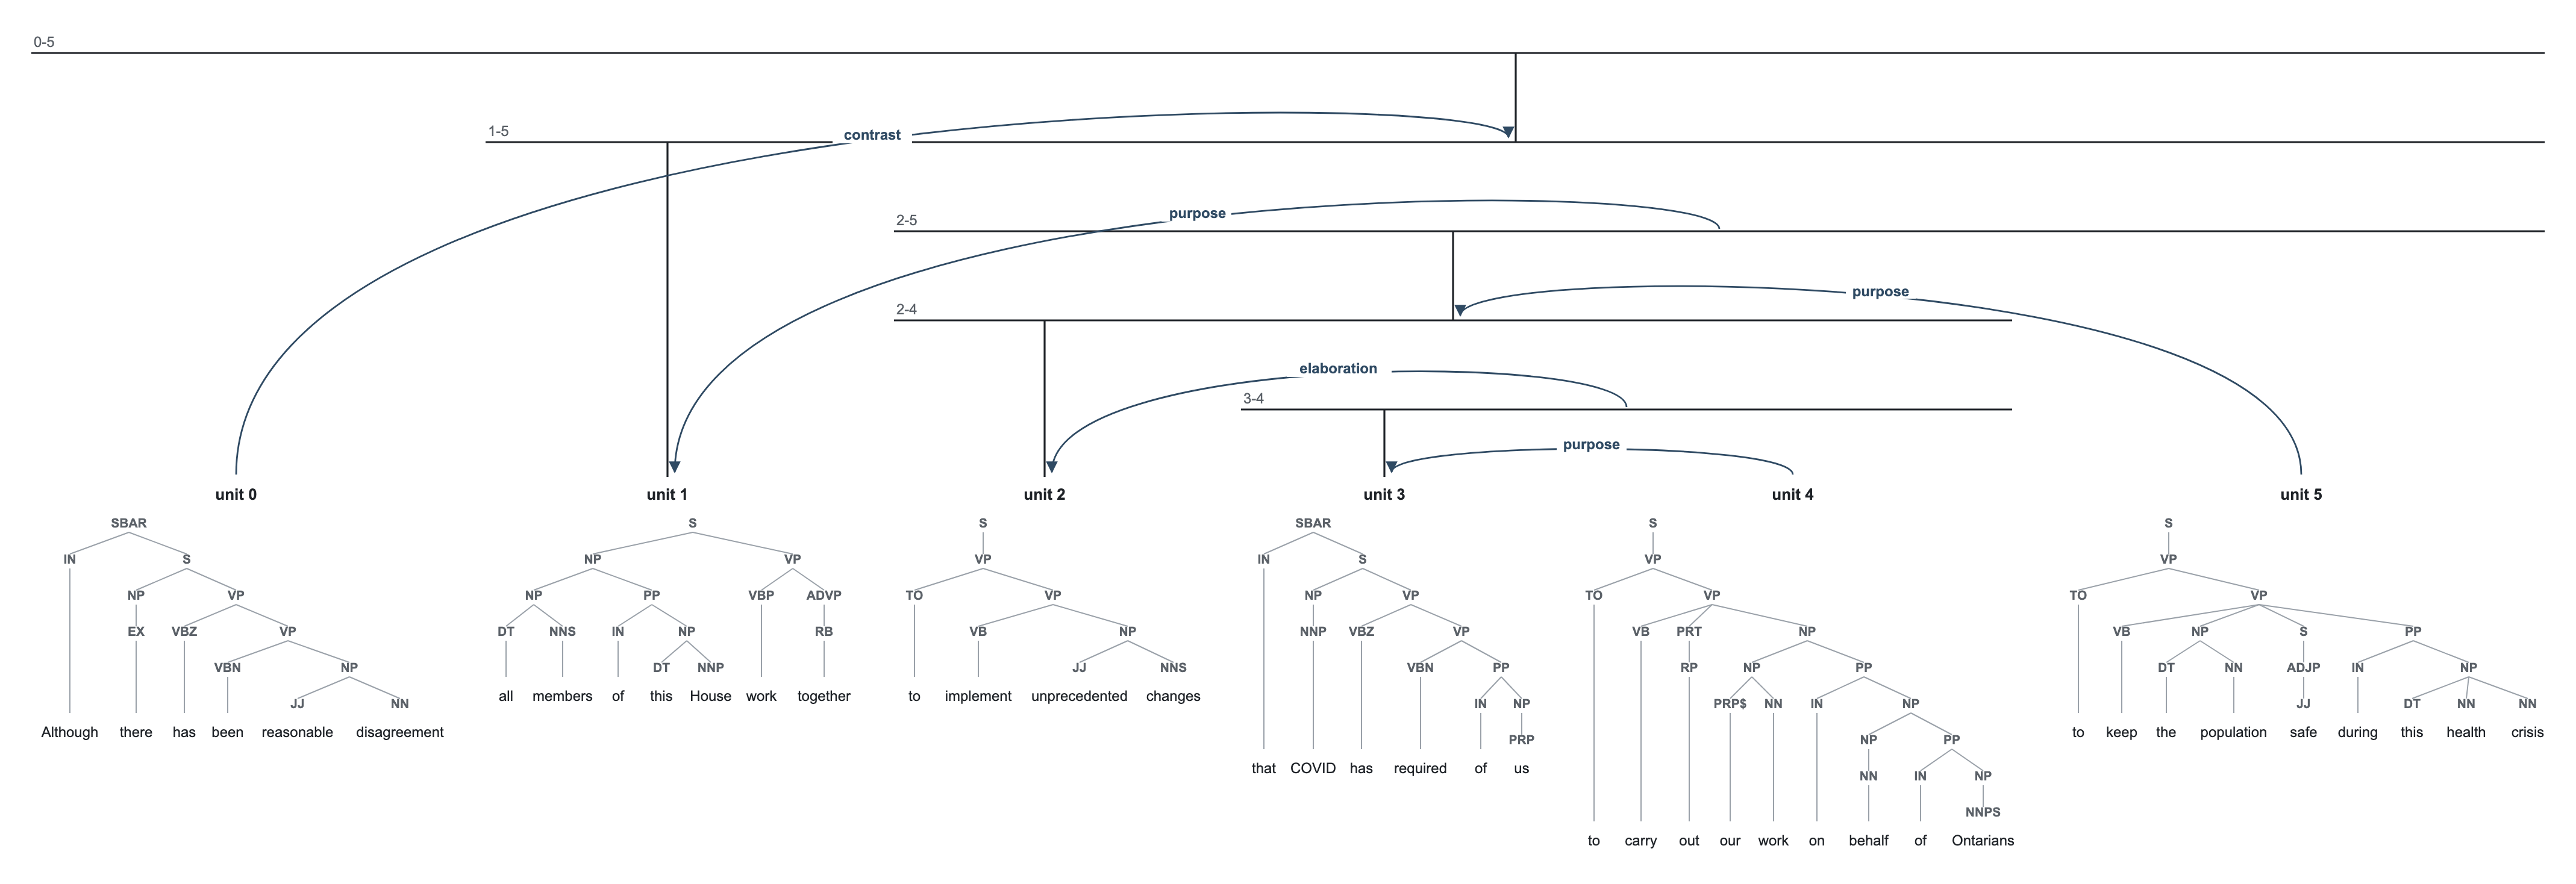 0-5
1-5
contrast
2-5
purpose
2-4
purpose
3-4
elaboration
purpose
unit 0 unit 1 unit 2 unit 3 unit 4 unit 5
SBAR S S SBAR S S
IN S NP VP VP IN S VP VP
NP VP NP PP VBP ADVP TO VP NP VP TO VP TO VP
EX VBZ VP DT NNS IN NP RB VB NP NNP VBZ VP VB PRT NP VB NP S PP
VBN NP DT NNP JJ NNS VBN PP RP NP PP DT NN ADJP IN NP
all members of this House work together to implement unprecedented changes
JJ NN IN NP PRP$ NN IN NP JJ DT NN NN
Although there has been reasonable disagreement PRP NP PP to keep the population safe during this health crisis
that COVID has required of us NN IN NP
NNPS
to carry out our work on behalf of Ontarians